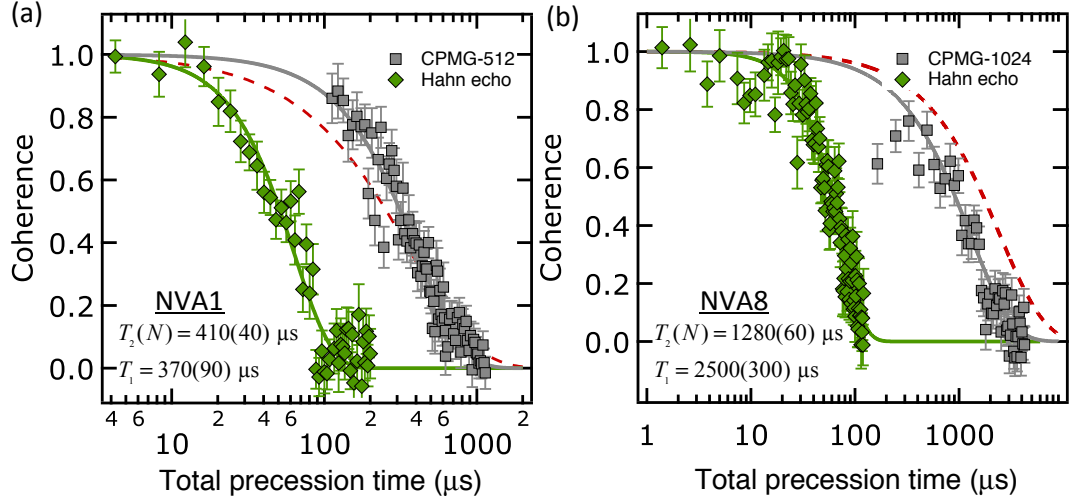 (a)
CPMG-512
Hahn echo
Coherence
1.0
0.8
0.6
0.4
0.2
0.0
NVA1
T₂(N) = 410(40) µs
T₁ = 370(90) µs
4 6 2 4 6 2 4 6 2
10 100 1000
Total precession time (µs)
(b)
CPMG-1024
Hahn echo
Coherence
1.0
0.8
0.6
0.4
0.2
0.0
NVA8
T₂(N) = 1280(60) µs
T₁ = 2500(300) µs
1 10 100 1000
Total precession time (µs)